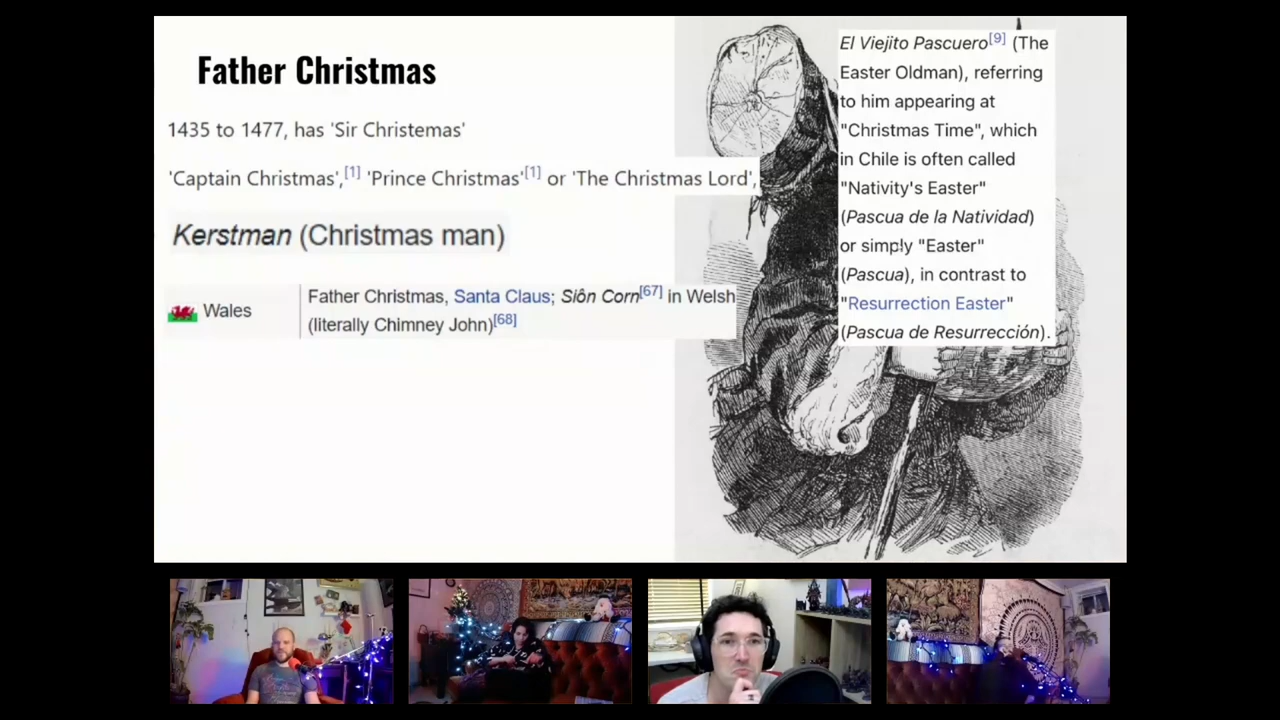 Father Christmas
1435 to 1477, has 'Sir Christemas'
'Captain Christmas',[1] 'Prince Christmas'[1] or 'The Christmas Lord',
Kerstman (Christmas man)
Wales
Father Christmas, Santa Claus; Siôn Corn[67] in Welsh
(literally Chimney John)[68]
El Viejito Pascuero[9] (The
Easter Oldman), referring
to him appearing at
"Christmas Time", which
in Chile is often called
"Nativity's Easter"
(Pascua de la Natividad)
or simply "Easter"
(Pascua), in contrast to
"Resurrection Easter"
(Pascua de Resurrección).